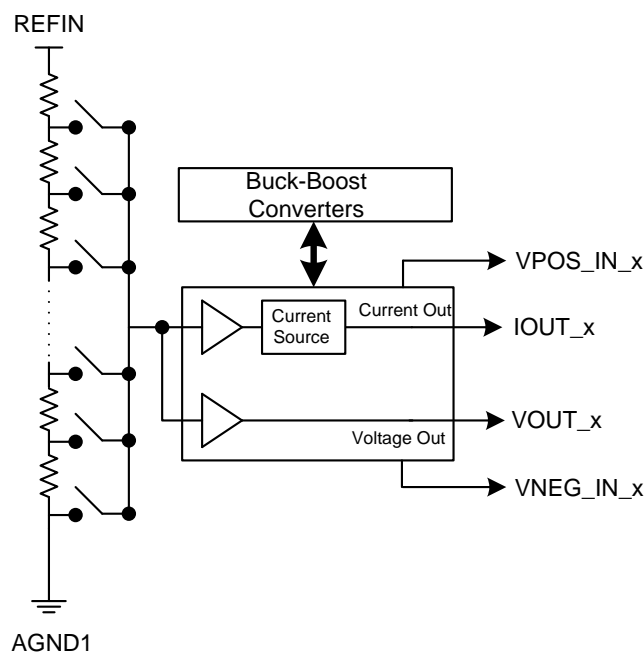 REFIN
Buck-Boost
Converters
VPOS_IN_x
Current Out
Current
Source
IOUT_x
VOUT_x
Voltage Out
VNEG_IN_x
AGND1